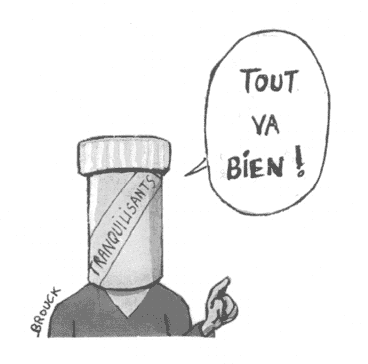 TOUT
VA
BIEN !
TRANQUILISANTS
BROUCK